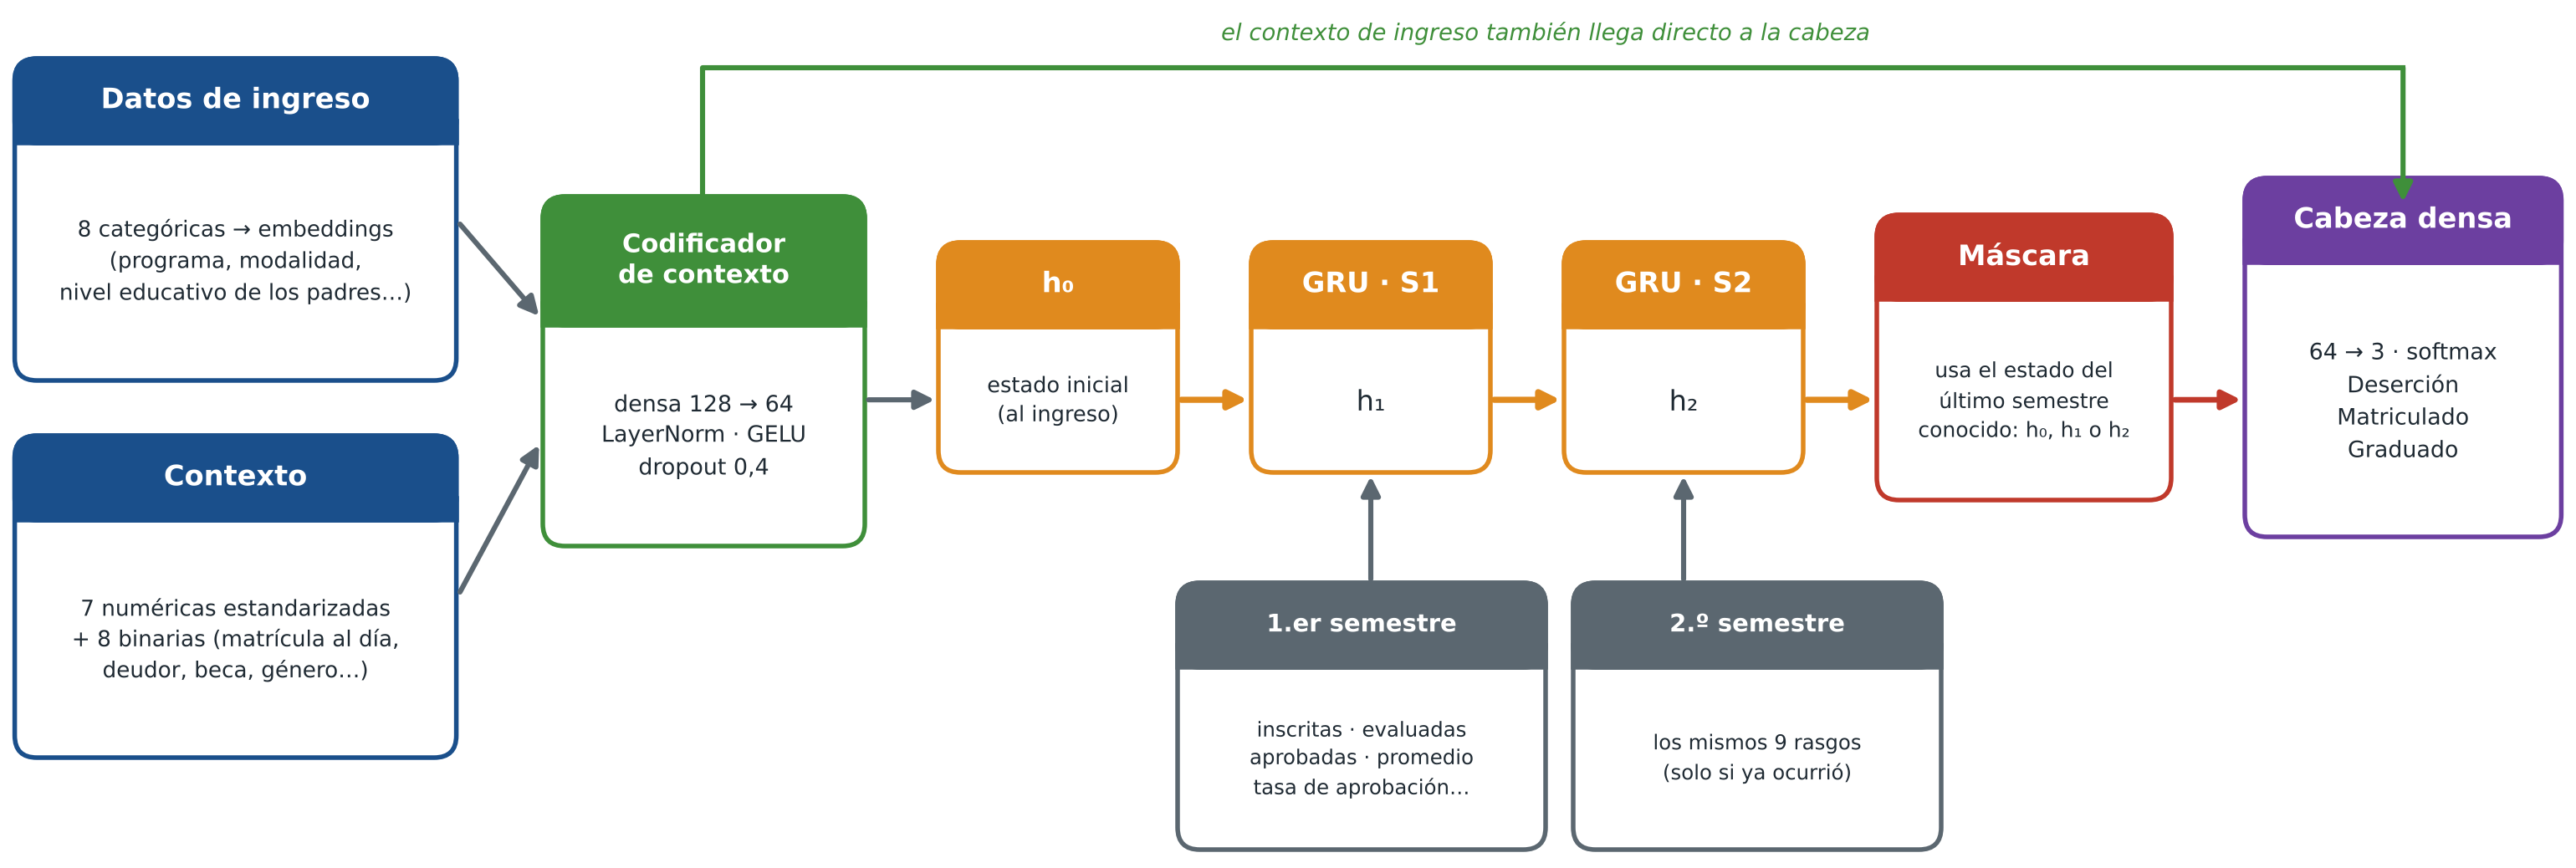 el contexto de ingreso también llega directo a la cabeza
Datos de ingreso
8 categóricas → embeddings
(programa, modalidad,
nivel educativo de los padres...)
Contexto
7 numéricas estandarizadas
+ 8 binarias (matrícula al día,
deudor, beca, género...)
Codificador
de contexto
densa 128 → 64
LayerNorm · GELU
dropout 0,4
h₀
estado inicial
(al ingreso)
GRU · S1
h₁
GRU · S2
h₂
Máscara
usa el estado del
último semestre
conocido: h₀, h₁ o h₂
Cabeza densa
64 → 3 · softmax
Deserción
Matriculado
Graduado
1.er semestre
inscritas · evaluadas
aprobadas · promedio
tasa de aprobación...
2.º semestre
los mismos 9 rasgos
(solo si ya ocurrió)